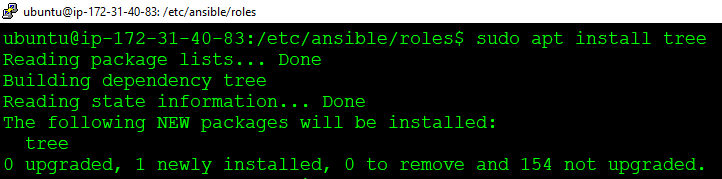 ubuntu@ip-172-31-40-83: /etc/ansible/roles
ubuntu@ip-172-31-40-83:/etc/ansible/roles$ sudo apt install tree
Reading package lists... Done
Building dependency tree
Reading state information... Done
The following NEW packages will be installed:
  tree
0 upgraded, 1 newly installed, 0 to remove and 154 not upgraded.